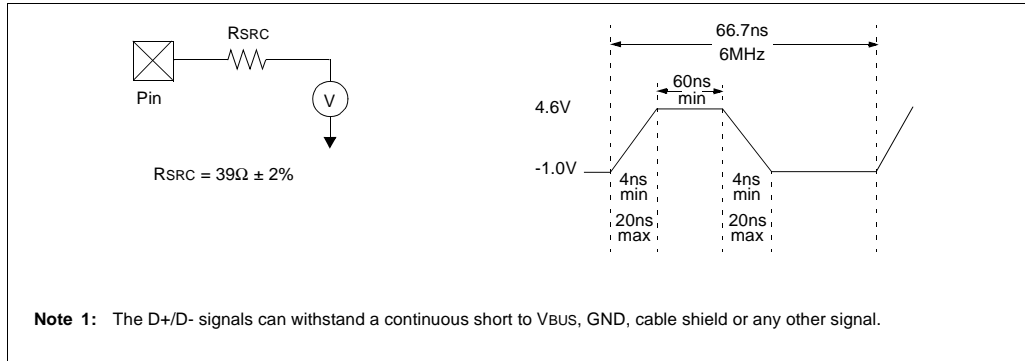 RSRC
Pin
V
RSRC = 39Ω ± 2%
66.7ns
6MHz
60ns
min
4.6V
-1.0V
4ns
min
4ns
min
20ns
max
20ns
max
Note 1: The D+/D- signals can withstand a continuous short to VBUS, GND, cable shield or any other signal.